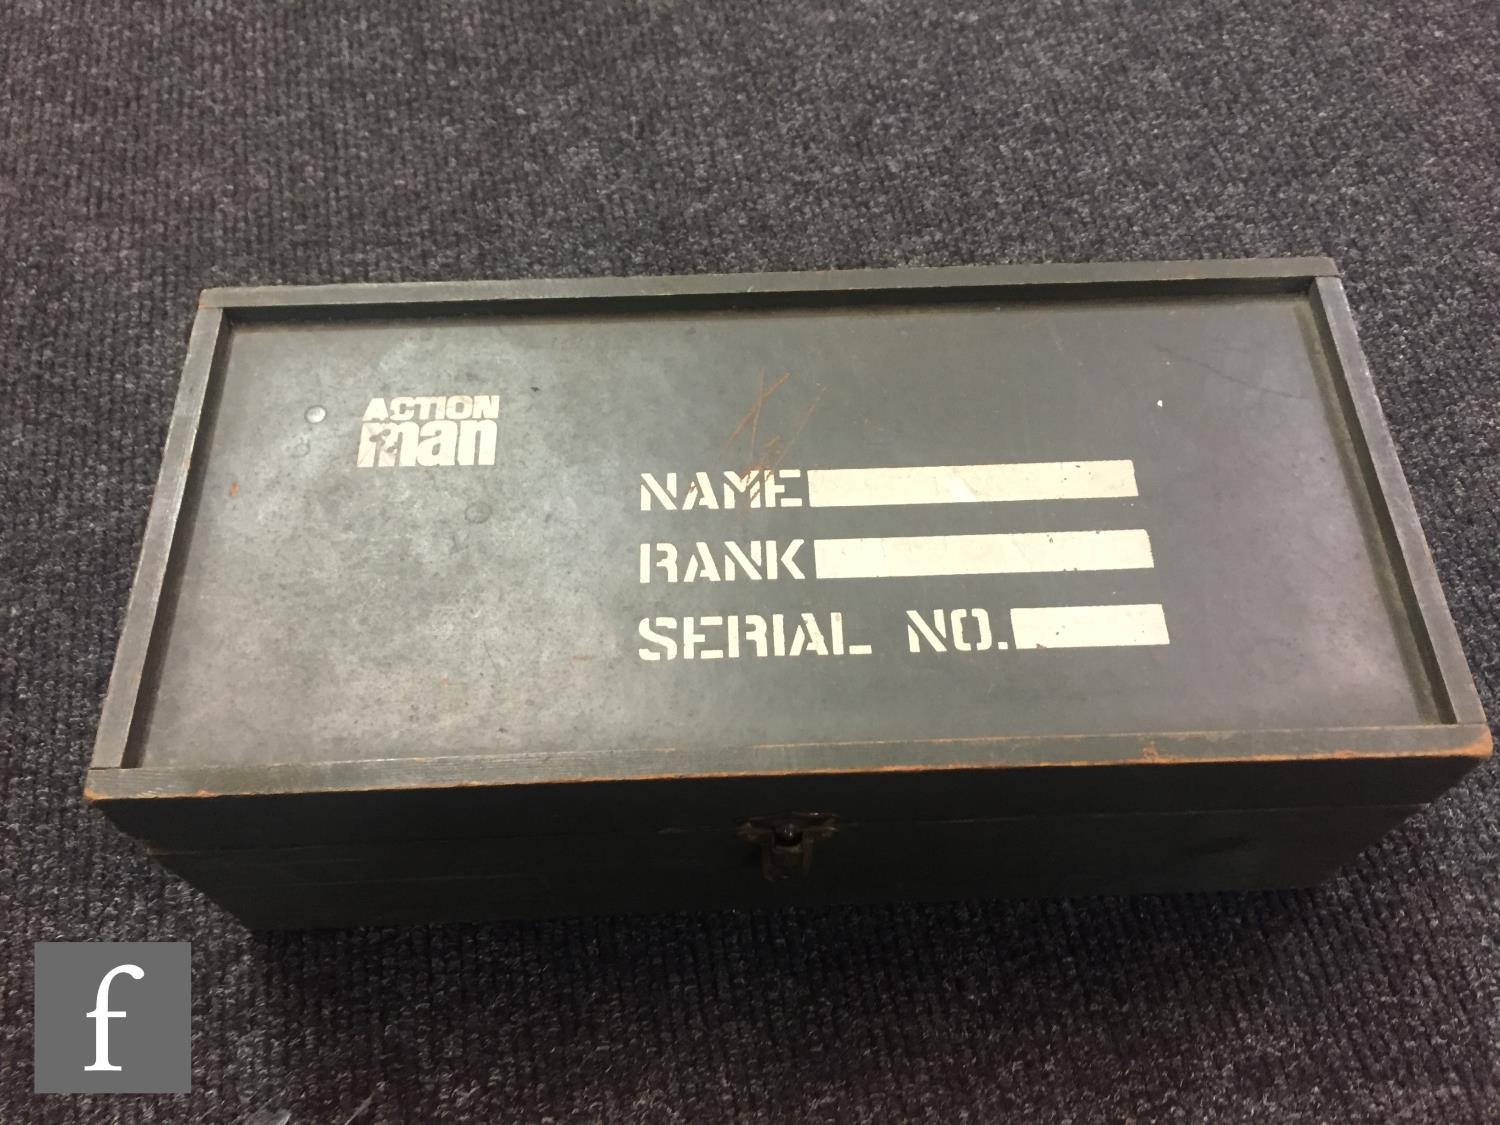 ACTION
man
NAME
RANK
SERIAL NO.
f